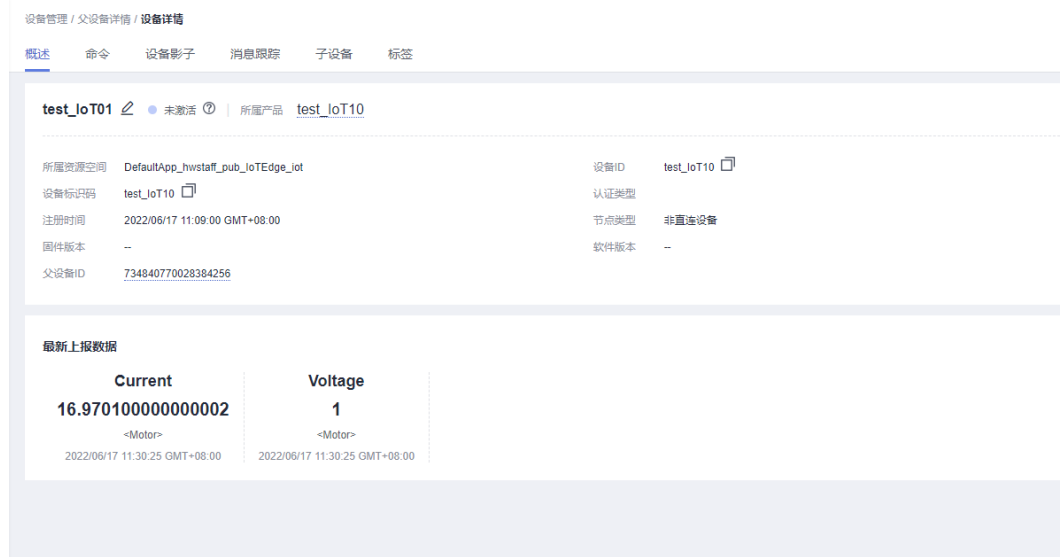 设备管理 / 父设备详情 / 设备详情
概述 命令 设备影子 消息跟踪 子设备 标签
test_IoT01 未激活 所属产品 test_IoT10
所属资源空间 DefaultApp_hwstaff_pub_IoTEdge_iot 设备ID test_IoT10
设备标识码 test_IoT10 认证类型
注册时间 2022/06/17 11:09:00 GMT+08:00 节点类型 非直连设备
固件版本 -- 软件版本 --
父设备ID 734840770028384256
最新上报数据
Current Voltage
16.970100000000002 1
<Motor> <Motor>
2022/06/17 11:30:25 GMT+08:00 2022/06/17 11:30:25 GMT+08:00